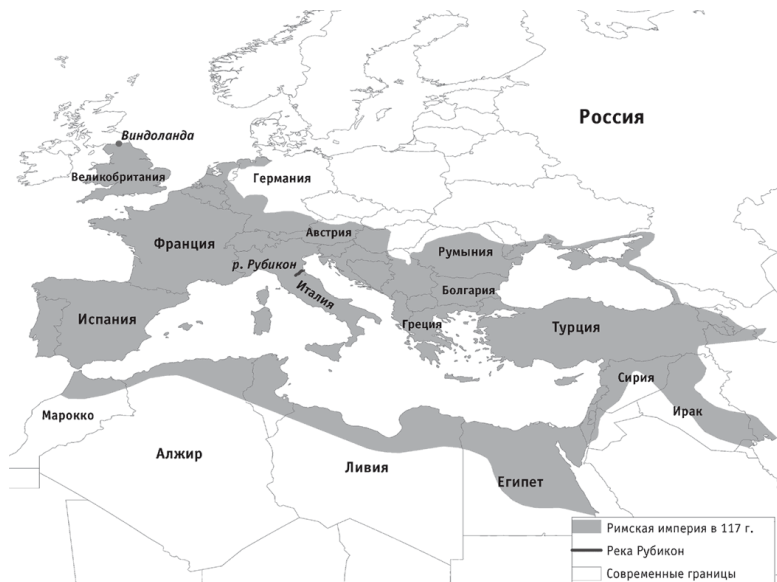 Россия
Виндоланда
Великобритания
Германия
Австрия
Франция
Румыния
р. Рубикон
Италия
Болгария
Испания
Греция
Турция
Сирия
Марокко
Ирак
Алжир
Ливия
Египет
Римская империя в 117 г.
Река Рубикон
Современные границы